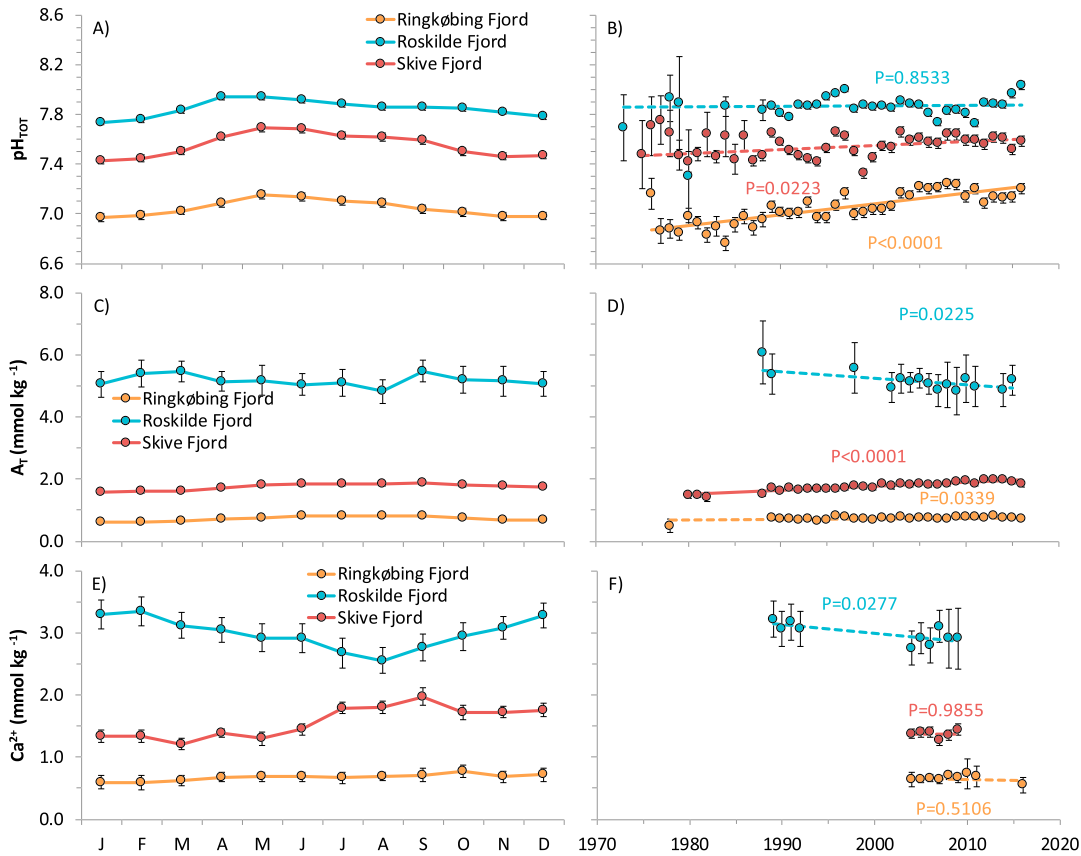 A)
pH_TOT
8.6
8.2
7.8
7.4
7.0
6.6
Ringkøbing Fjord
Roskilde Fjord
Skive Fjord
B)
P=0.8533
P=0.0223
P<0.0001
C)
A_T (mmol kg ⁻¹)
8.0
6.0
4.0
2.0
0.0
Ringkøbing Fjord
Roskilde Fjord
Skive Fjord
D)
P=0.0225
P<0.0001
P=0.0339
E)
Ca²⁺ (mmol kg ⁻¹)
4.0
3.0
2.0
1.0
0.0
Ringkøbing Fjord
Roskilde Fjord
Skive Fjord
J F M A M J J A S O N D
F)
P=0.0277
P=0.9855
P=0.5106
1970 1980 1990 2000 2010 2020